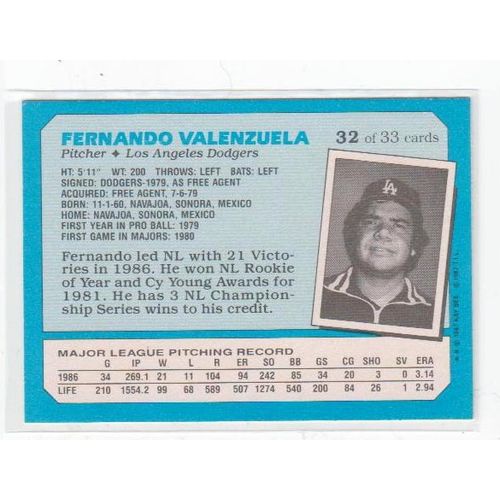 FERNANDO VALENZUELA
32 of 33 cards
Pitcher ✦ Los Angeles Dodgers
HT: 5'11" WT: 200 THROWS: LEFT BATS: LEFT
SIGNED: DODGERS-1979, AS FREE AGENT
ACQUIRED: FREE AGENT, 7-6-79
BORN: 11-1-60, NAVAJOA, SONORA, MEXICO
HOME: NAVAJOA, SONORA, MEXICO
FIRST YEAR IN PRO BALL: 1979
FIRST GAME IN MAJORS: 1980
Fernando led NL with 21 Victo-
ries in 1986. He won NL Rookie
of Year and Cy Young Awards for
1981. He has 3 NL Champion-
ship Series wins to his credit.
LA
MAJOR LEAGUE PITCHING RECORD
G IP W L R ER SO BB GS CG SHO SV ERA
1986 34 269.1 21 11 104 94 242 85 34 20 3 0 3.14
LIFE 210 1554.2 99 68 589 507 1274 540 208 84 26 1 2.94